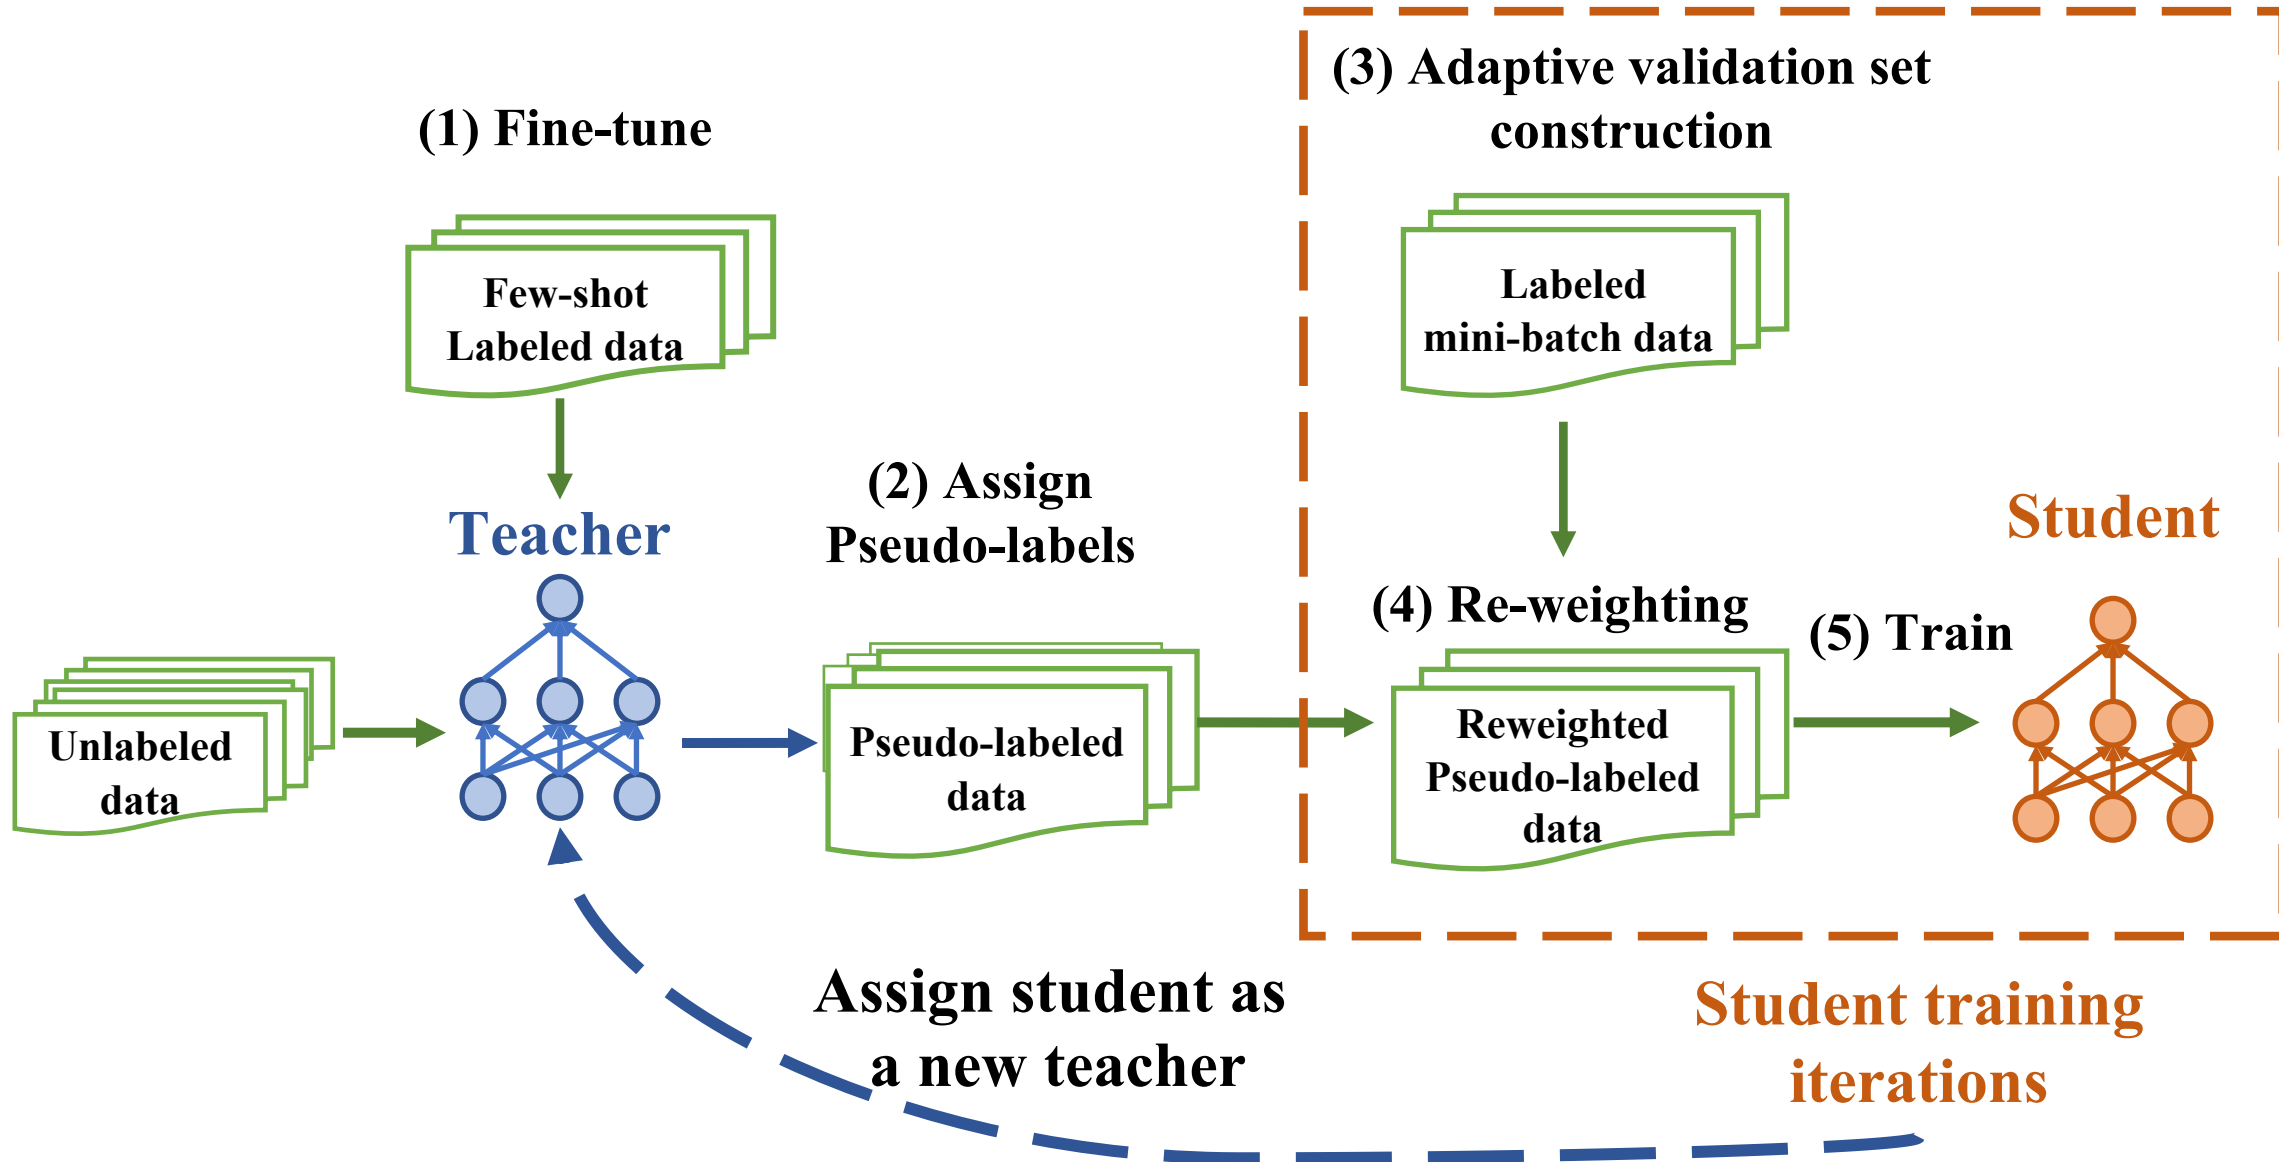 (1) Fine-tune
Few-shot
Labeled data
Teacher
Unlabeled
data
(2) Assign
Pseudo-labels
Pseudo-labeled
data
(3) Adaptive validation set
construction
Labeled
mini-batch data
(4) Re-weighting
Reweighted
Pseudo-labeled
data
(5) Train
Student
Assign student as
a new teacher
Student training
iterations